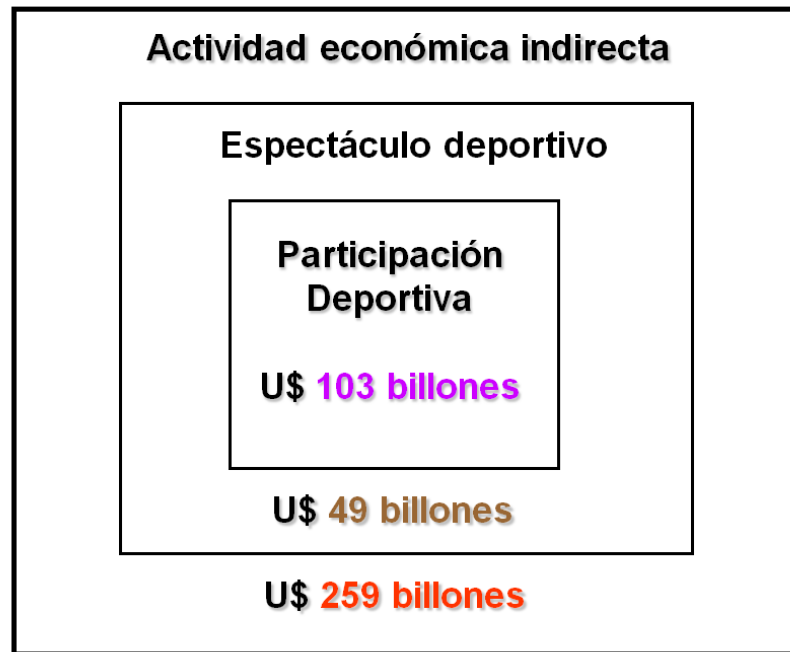 Actividad económica indirecta
Espectáculo deportivo
Participación
Deportiva
U$ 103 billones
U$ 49 billones
U$ 259 billones